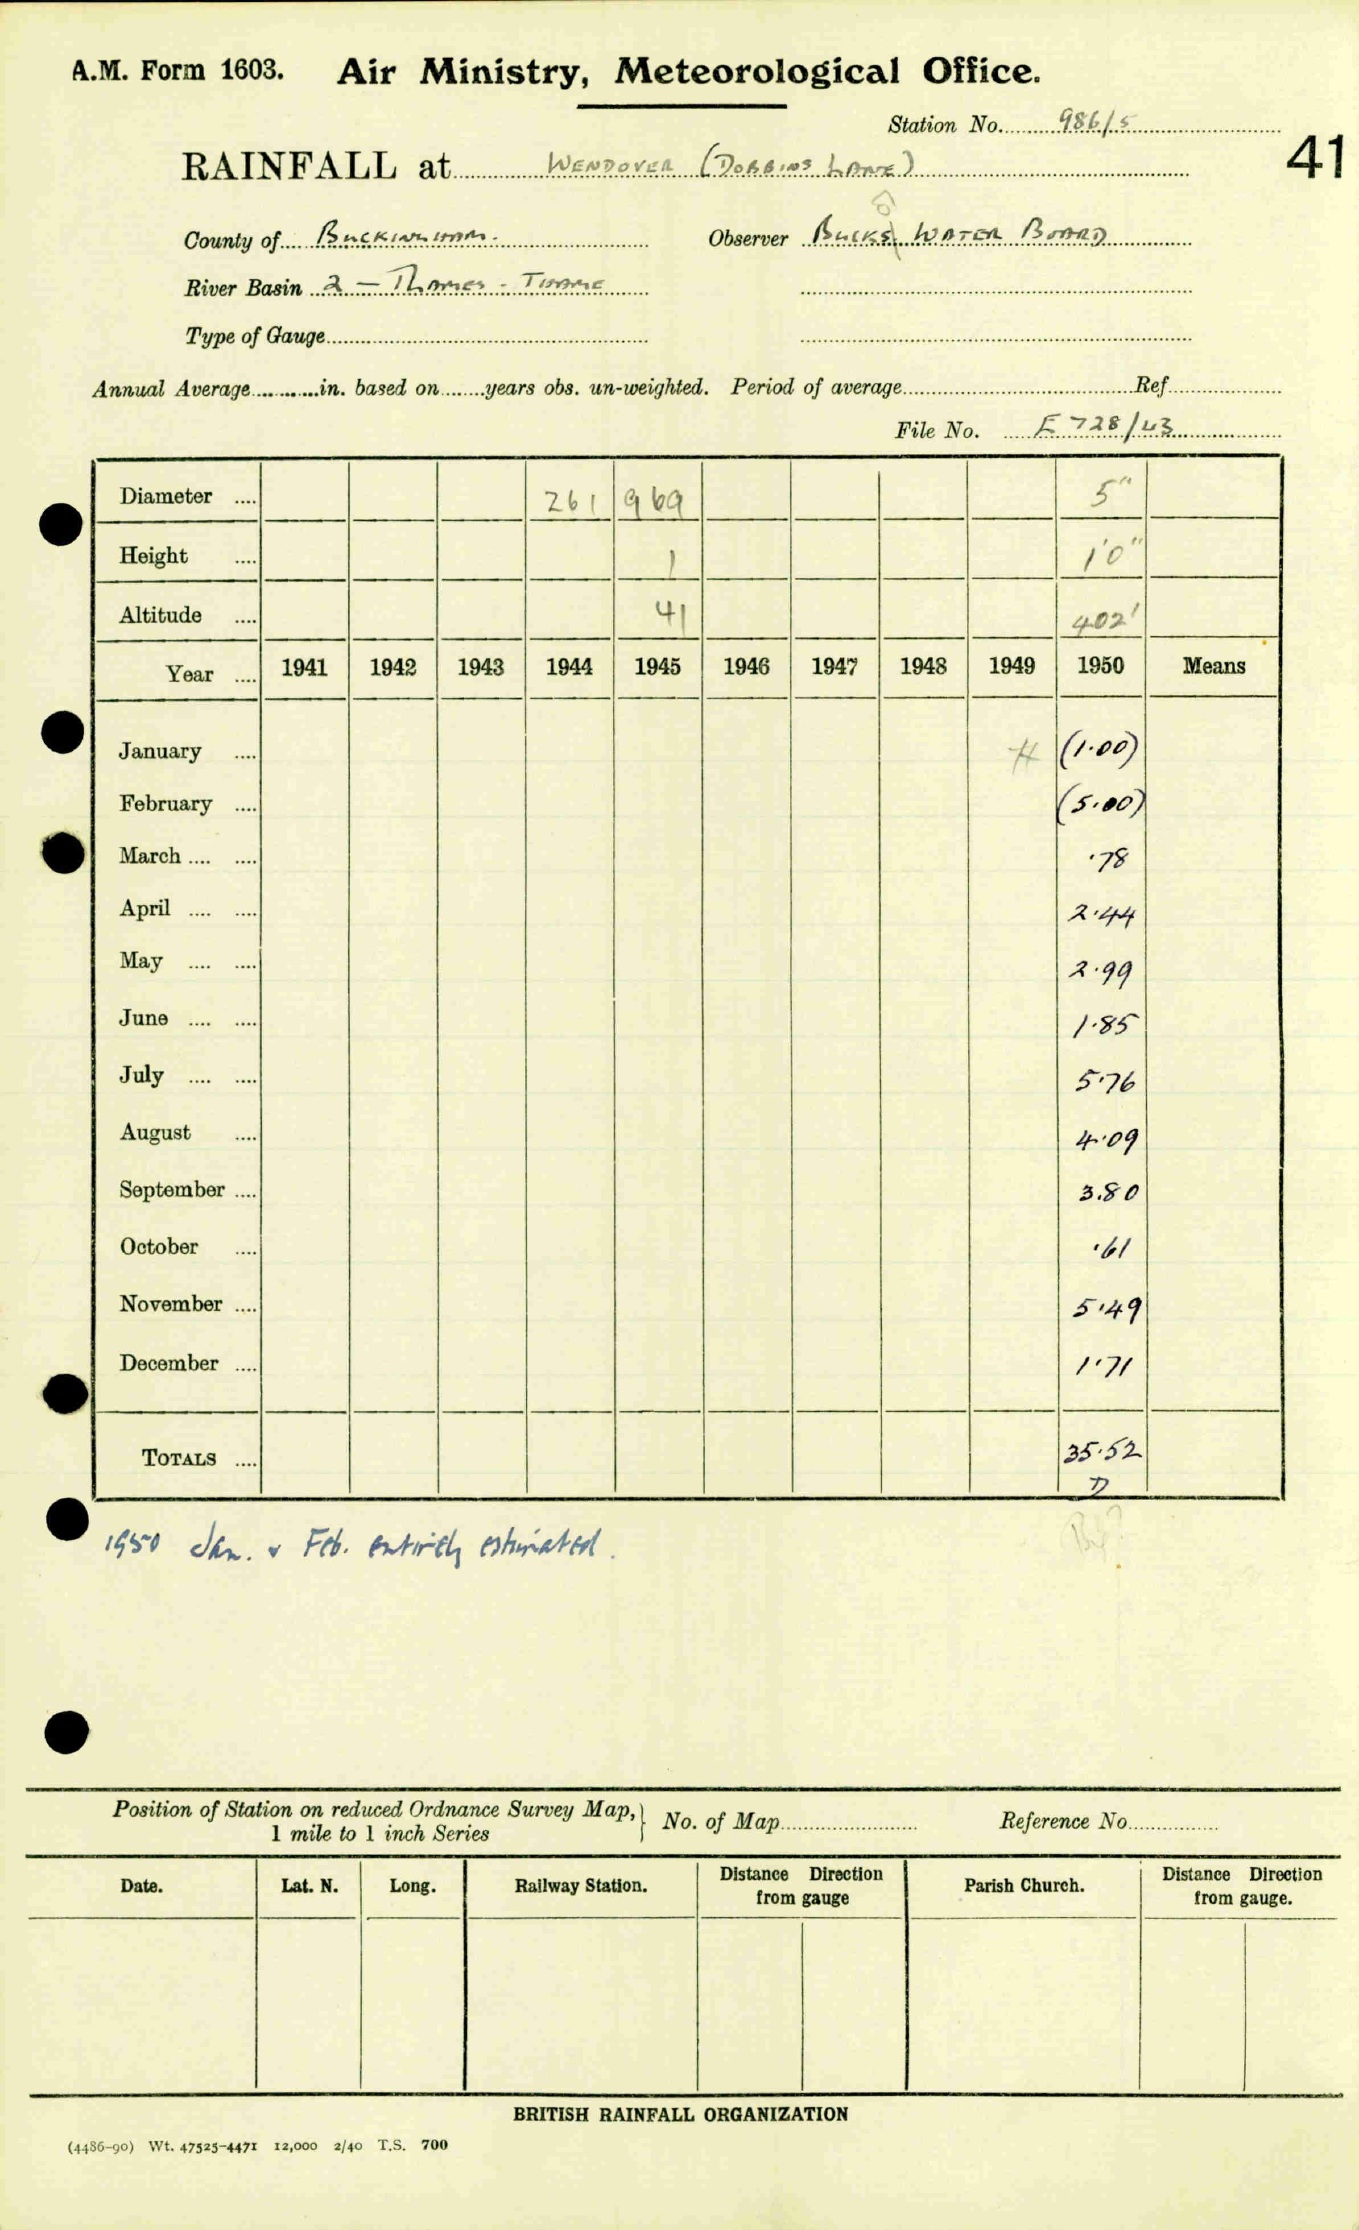 A.M. Form 1603. Air Ministry, Meteorological Office.
Station No. 986/5
41
RAINFALL at WENDOVER (DOBBINS LANE)
County of BUCKINGHAM. Observer BUCKS WATER BOARD
River Basin 2 — THAMES - THAME
Type of Gauge
Annual Average in. based on years obs. un-weighted. Period of average Ref
File No. E 728/43
Diameter .... 261 969 5"
Height .... 1 1'0"
Altitude .... 41 402'
Year .... 1941 1942 1943 1944 1945 1946 1947 1948 1949 1950 Means
January .... (1.00)
February .... (5.00)
March .... .... .78
April .... .... 2.44
May .... .... 2.99
June .... .... 1.85
July .... .... 5.76
August .... 4.09
September .... 3.80
October .... .61
November .... 5.49
December .... 1.71
TOTALS .... 35.52
D
1950 Jan. & Feb. entirely estimated.
Position of Station on reduced Ordnance Survey Map, } No. of Map Reference No
1 mile to 1 inch Series
Date. Lat. N. Long. Railway Station. Distance Direction from gauge Parish Church. Distance Direction from gauge.
BRITISH RAINFALL ORGANIZATION
(4486-90) Wt. 47525-4471 12,000 2/40 T.S. 700